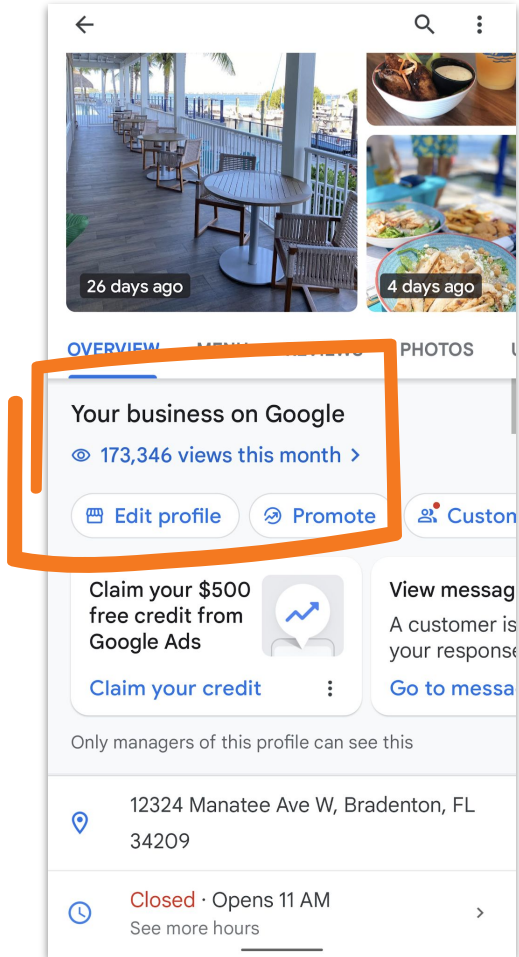 26 days ago
4 days ago
OVERVIEW MENU REVIEWS PHOTOS
Your business on Google
173,346 views this month
Edit profile
Promote
Custom
Claim your $500
free credit from
Google Ads
Claim your credit
View messag
A customer is
your response
Go to messa
Only managers of this profile can see this
12324 Manatee Ave W, Bradenton, FL
34209
Closed · Opens 11 AM
See more hours